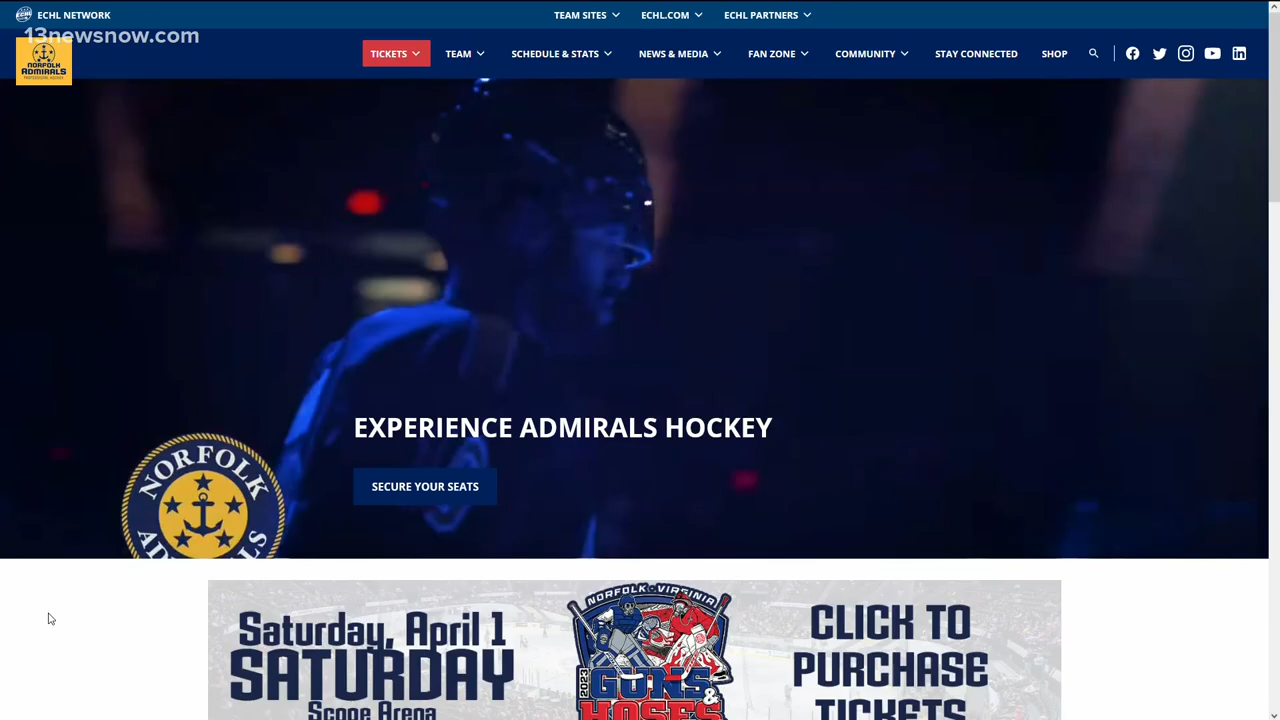 ECHL NETWORK
TEAM SITES
ECHL.COM
ECHL PARTNERS
13newsnow.com
NORFOLK
ADMIRALS
TICKETS
TEAM
SCHEDULE & STATS
NEWS & MEDIA
FAN ZONE
COMMUNITY
STAY CONNECTED
SHOP
EXPERIENCE ADMIRALS HOCKEY
SECURE YOUR SEATS
NORFOLK
ADMIRALS
Saturday, April 1
SATURDAY
Scope Arena
NORFOLK • VIRGINIA
2023
GUNS
&
HOSES
CLICK TO
PURCHASE
TICKETS